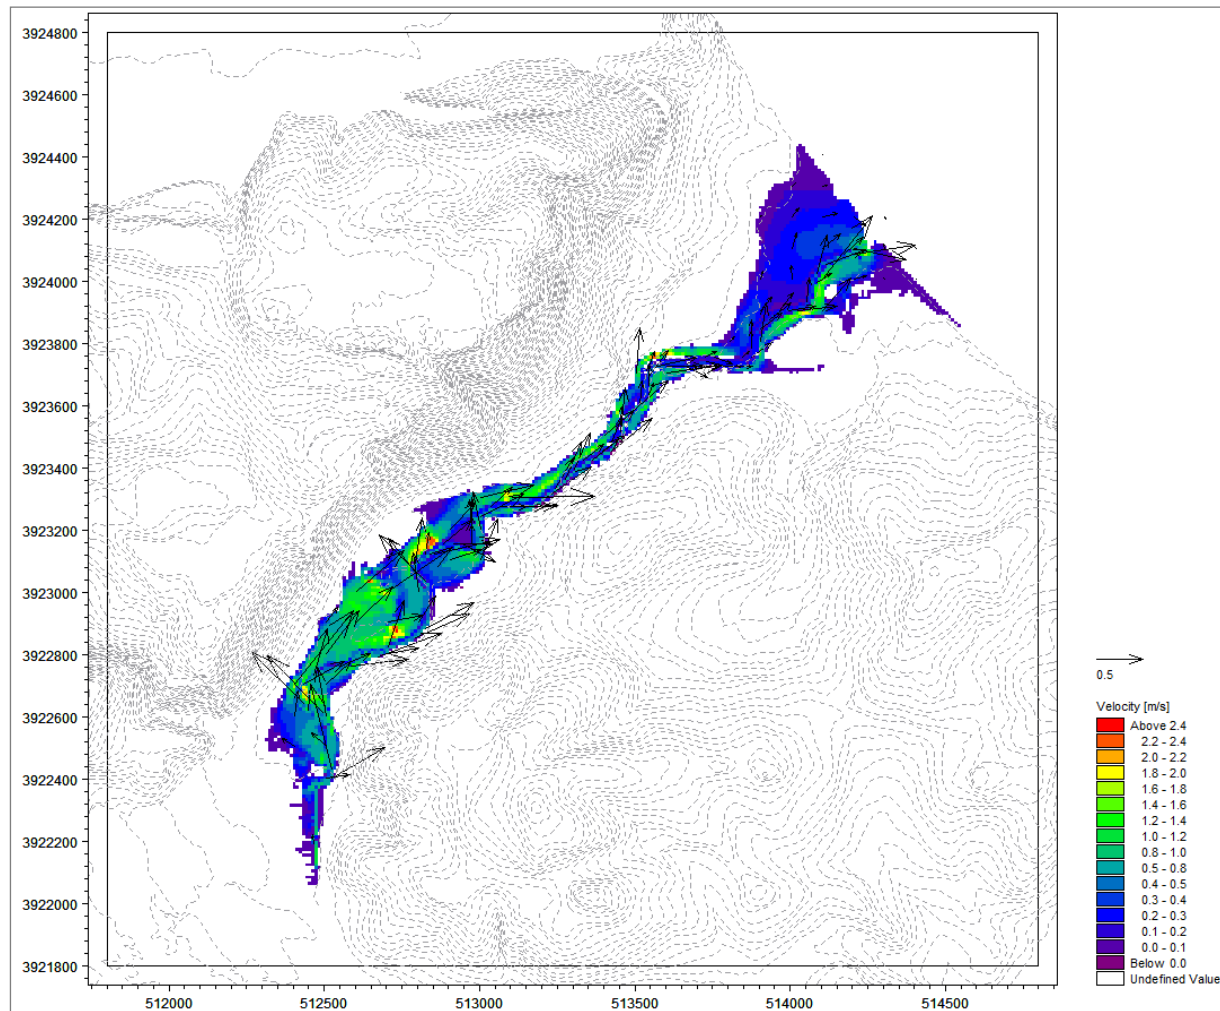 3924800
3924600
3924400
3924200
3924000
3923800
3923600
3923400
3923200
3923000
3922800
3922600
3922400
3922200
3922000
3921800
512000 512500 513000 513500 514000 514500
0.5
Velocity [m/s]
Above 2.4
2.2 - 2.4
2.0 - 2.2
1.8 - 2.0
1.6 - 1.8
1.4 - 1.6
1.2 - 1.4
1.0 - 1.2
0.8 - 1.0
0.5 - 0.8
0.4 - 0.5
0.3 - 0.4
0.2 - 0.3
0.1 - 0.2
0.0 - 0.1
Below 0.0
Undefined Value